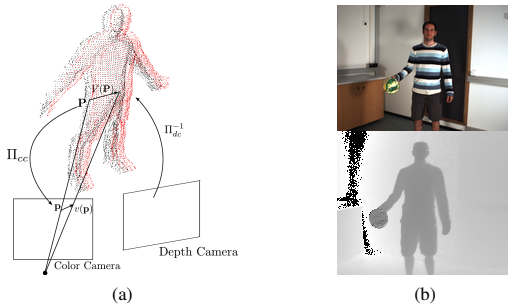 V(P)
P
Π_dc^{-1}
Π_cc
p
v(p)
Color Camera
Depth Camera
(a)
(b)